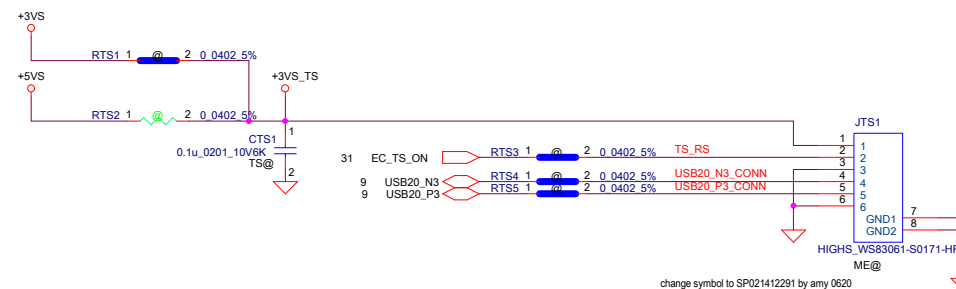 +3VS
RTS1 1 @ 2 0_0402_5%
+5VS
+3VS_TS
RTS2 1 @ 2 0_0402_5%
JTS1
CTS1 1
0.1u_0201_10V6K
TS@
2
1 1
31 EC_TS_ON RTS3 1 @ 2 0_0402_5% TS_RS 2 2
3 3
9 USB20_N3 RTS4 1 @ 2 0_0402_5% USB20_N3_CONN 4 4
9 USB20_P3 RTS5 1 @ 2 0_0402_5% USB20_P3_CONN 5 5
6 6
GND1 7
GND2 8
HIGHS_WS83061-S0171-HF
ME@
change symbol to SP021412291 by amy 0620